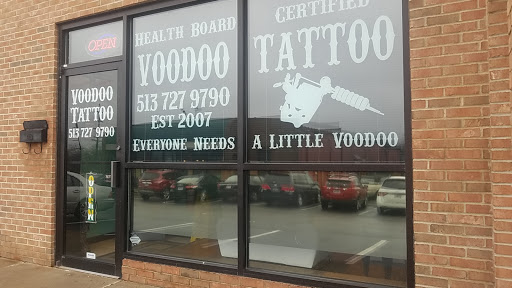 OPEN
VOODOO
TATTOO
513 727 9790
OPEN
HEALTH BOARD
VOODOO
513 727 9790
EST 2007
EVERYONE NEEDS
CERTIFIED
TATTOO
A LITTLE VOODOO